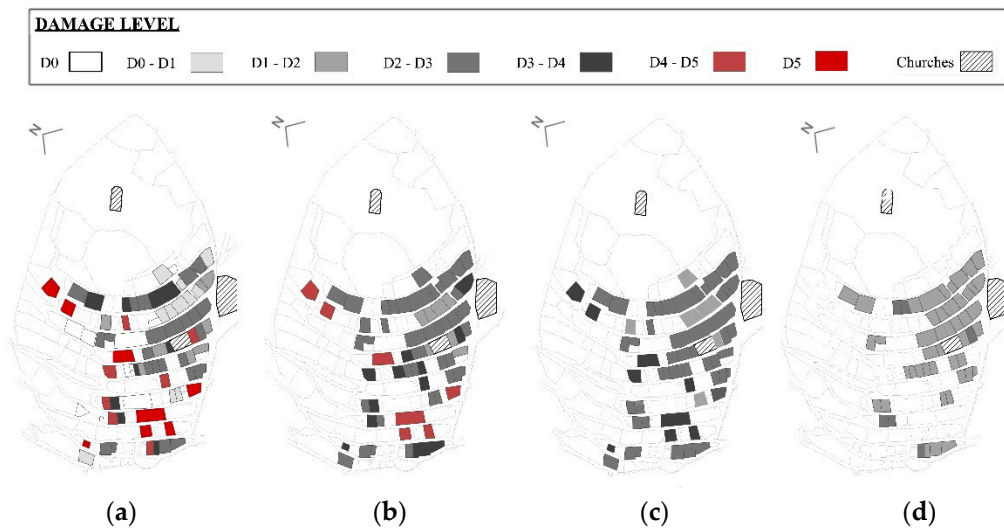 DAMAGE LEVEL
D0 D0 - D1 D1 - D2 D2 - D3 D3 - D4 D4 - D5 D5 Churches
N N N N
(a) (b) (c) (d)